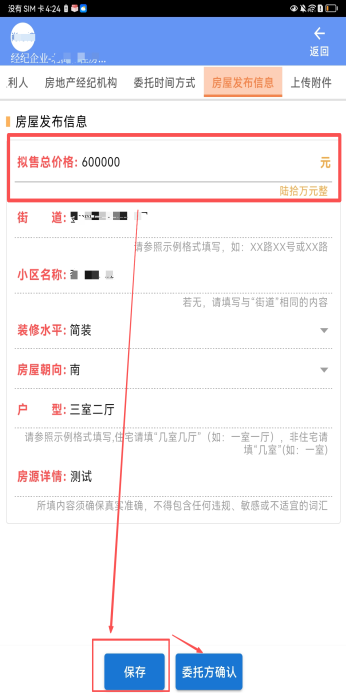 没有 SIM 卡 4:24
经纪企业
返回
利人 房地产经纪机构 委托时间方式 房屋发布信息 上传附件
房屋发布信息
拟售总价格: 600000 元
陆拾万元整
街 道:
请参照示例格式填写，如：XX路XX号或XX路
小区名称:
若无，请填写与“街道”相同的内容
装修水平: 简装
房屋朝向: 南
户 型: 三室二厅
请参照示例格式填写,住宅请填“几室几厅”（如：一室一厅），非住宅请
填“几室”(如：一室)
房源详情: 测试
所填内容须确保真实准确，不得包含任何违规、敏感或不适宜的词汇
保存 委托方确认